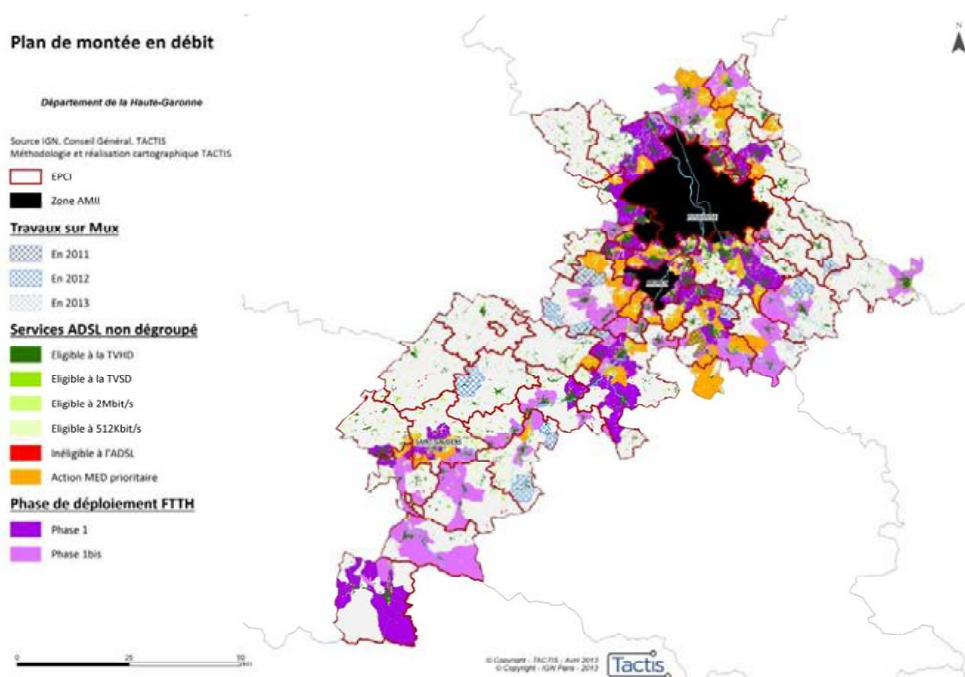 Plan de montée en débit
N
Département de la Haute-Garonne
Source IGN, Conseil Général, TACTIS
Méthodologie et réalisation cartographique TACTIS
EPCI
Zone AMII
Travaux sur Mux
En 2011
En 2012
En 2013
Services ADSL non dégroupé
Eligible à la TVHD
Eligible à la TVSD
Eligible à 2Mbit/s
Eligible à 512Kbit/s
Inéligible à l'ADSL
Action MED prioritaire
Phase de déploiement FTTH
Phase 1
Phase 1bis
SAINT-GAUDENS
0
25
© Copyright - TACTIS - Avril 2013
© Copyright - IGN Paris - 2013
Tactis